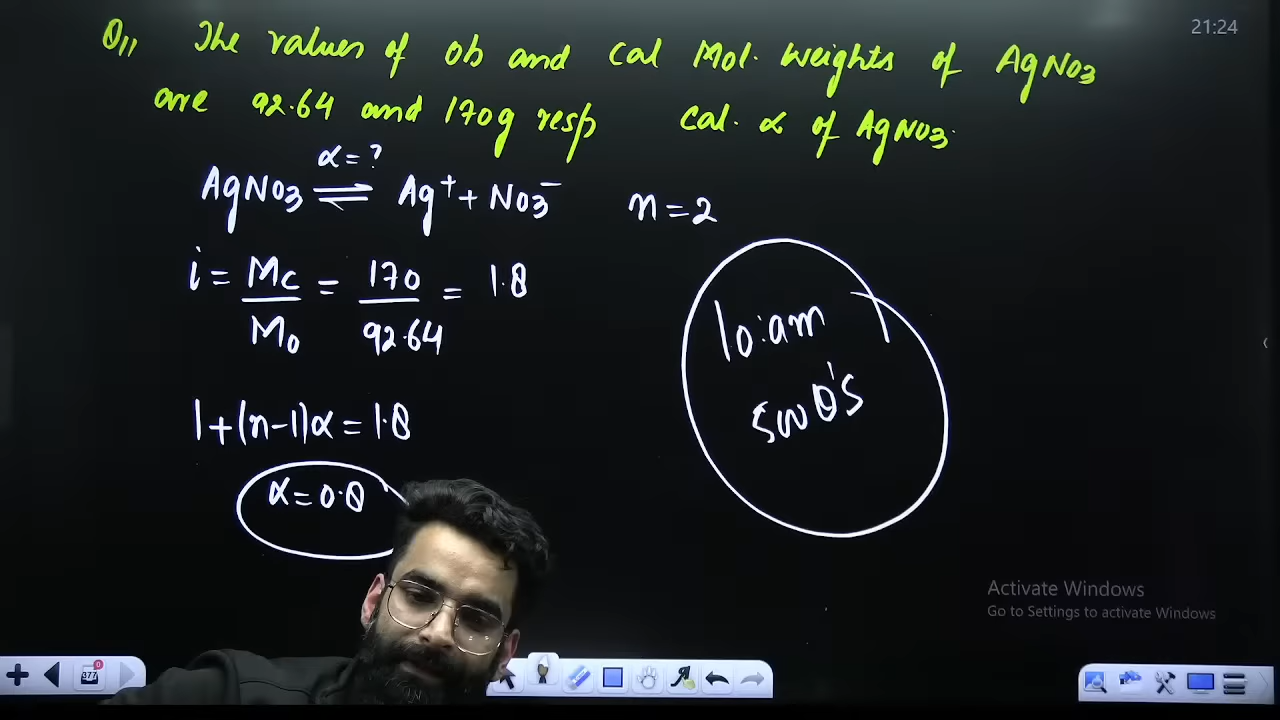 21:24
Q11 The values of ob and cal Mol. weights of AgNO3
are 92.64 and 170g resp cal. α of AgNO3.
α = ?
AgNO3 ⇌ Ag+ + NO3- n = 2
i = Mc/Mo = 170/92.64 = 1.8
10:am
500 Q's
1+(n-1)α = 1.8
α = 0.8
Activate Windows
Go to Settings to activate Windows